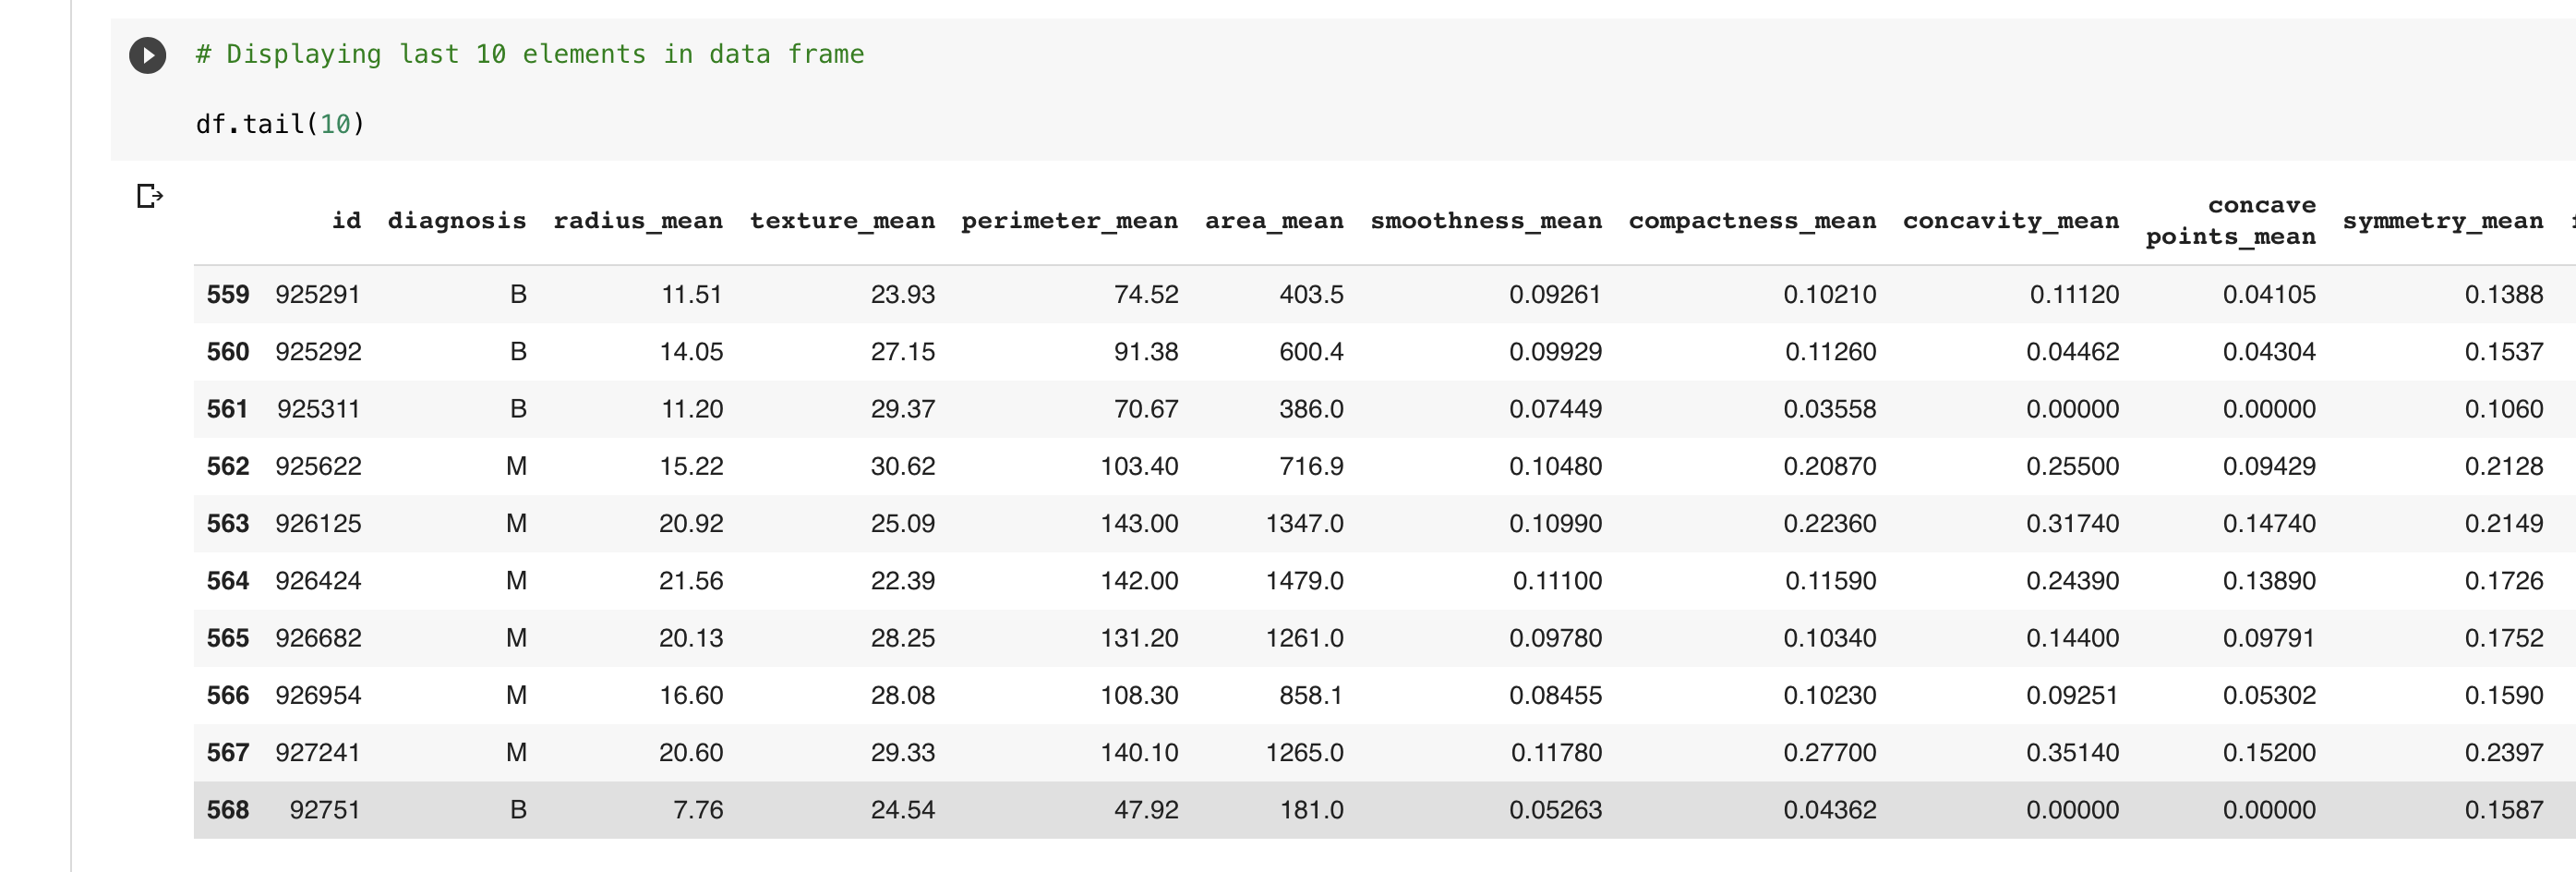 # Displaying last 10 elements in data frame
df.tail(10)
id diagnosis radius_mean texture_mean perimeter_mean area_mean smoothness_mean compactness_mean concavity_mean concave points_mean symmetry_mean
559 925291 B 11.51 23.93 74.52 403.5 0.09261 0.10210 0.11120 0.04105 0.1388
560 925292 B 14.05 27.15 91.38 600.4 0.09929 0.11260 0.04462 0.04304 0.1537
561 925311 B 11.20 29.37 70.67 386.0 0.07449 0.03558 0.00000 0.00000 0.1060
562 925622 M 15.22 30.62 103.40 716.9 0.10480 0.20870 0.25500 0.09429 0.2128
563 926125 M 20.92 25.09 143.00 1347.0 0.10990 0.22360 0.31740 0.14740 0.2149
564 926424 M 21.56 22.39 142.00 1479.0 0.11100 0.11590 0.24390 0.13890 0.1726
565 926682 M 20.13 28.25 131.20 1261.0 0.09780 0.10340 0.14400 0.09791 0.1752
566 926954 M 16.60 28.08 108.30 858.1 0.08455 0.10230 0.09251 0.05302 0.1590
567 927241 M 20.60 29.33 140.10 1265.0 0.11780 0.27700 0.35140 0.15200 0.2397
568 92751 B 7.76 24.54 47.92 181.0 0.05263 0.04362 0.00000 0.00000 0.1587